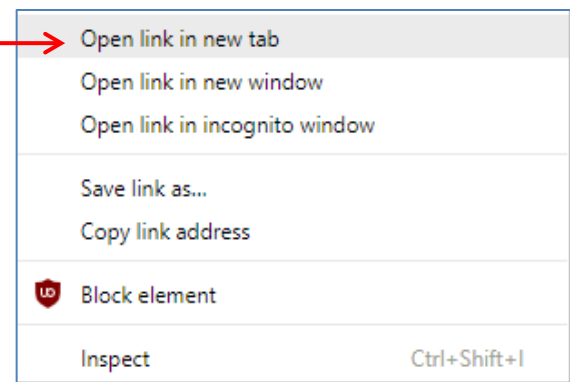 Open link in new tab
Open link in new window
Open link in incognito window
Save link as...
Copy link address
Block element
Inspect Ctrl+Shift+I